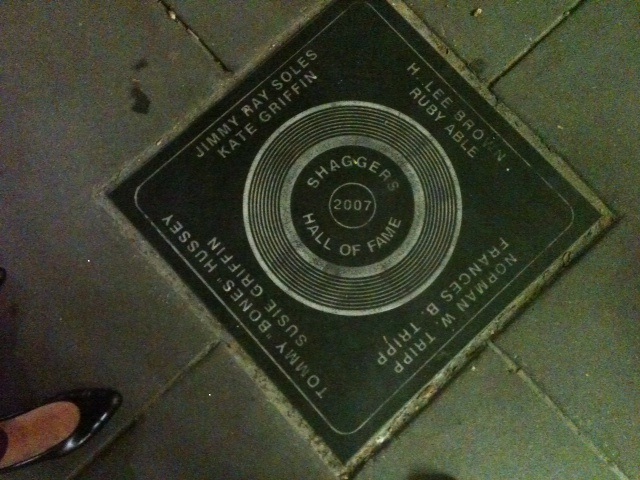 JIMMY RAY SOLES
KATE GRIFFIN
H. LEE BROWN
RUBY ABLE
SHAGGERS
2007
HALL OF FAME
TOMMY "BONES" HUSSEY
SUSIE GRIFFIN
NORMAN W. TRIPP
FRANCES B. TRIPP